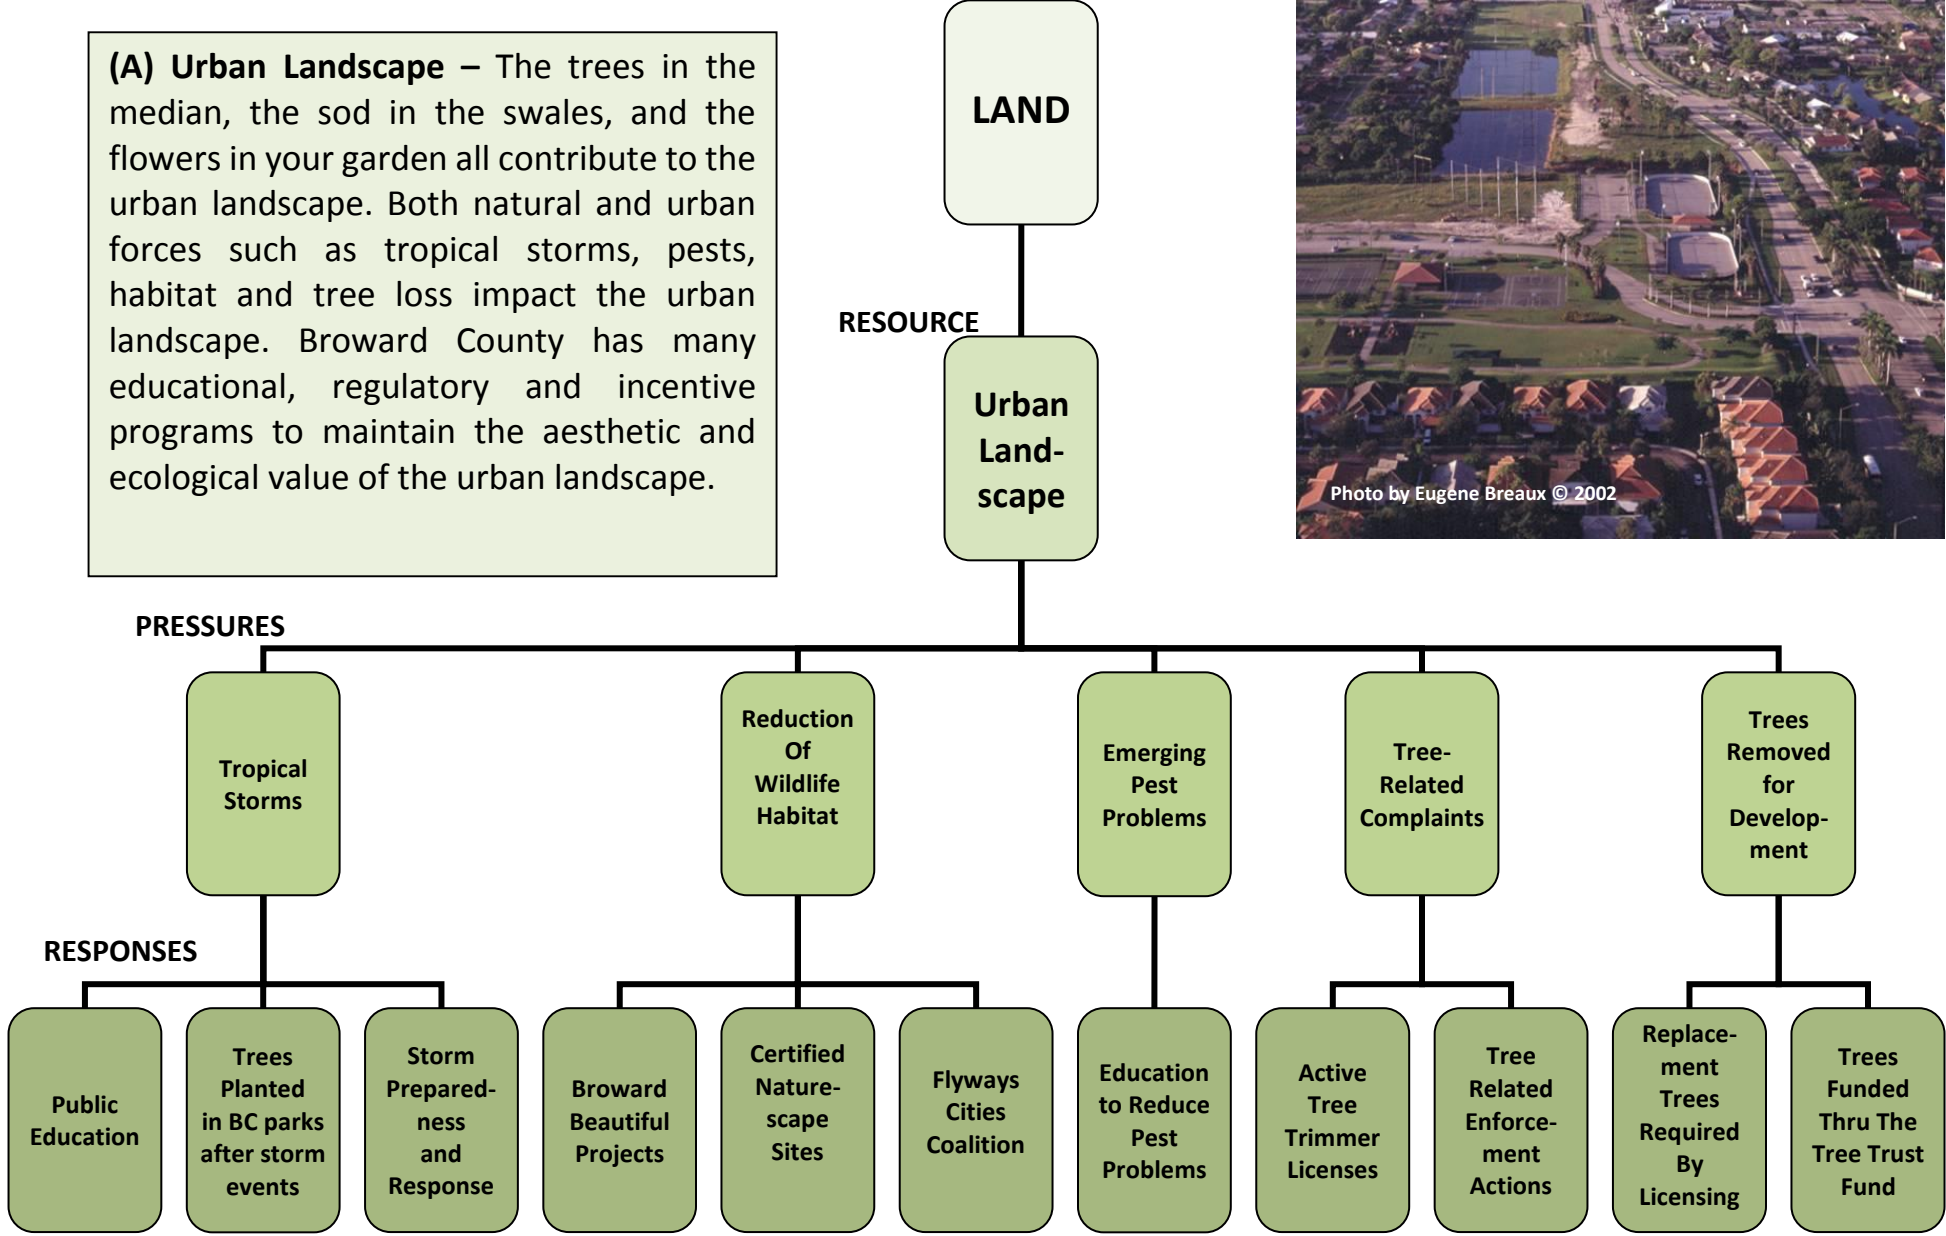 (A) Urban Landscape – The trees in the
median, the sod in the swales, and the
flowers in your garden all contribute to the
urban landscape. Both natural and urban
forces such as tropical storms, pests,
habitat and tree loss impact the urban
landscape. Broward County has many
educational, regulatory and incentive
programs to maintain the aesthetic and
ecological value of the urban landscape.
LAND
Photo by Eugene Breaux © 2002
RESOURCE
Urban
Land-
scape
PRESSURES
Tropical
Storms
Reduction
Of
Wildlife
Habitat
Emerging
Pest
Problems
Tree-
Related
Complaints
Trees
Removed
for
Develop-
ment
RESPONSES
Public
Education
Trees
Planted
in BC parks
after storm
events
Storm
Prepared-
ness
and
Response
Broward
Beautiful
Projects
Certified
Nature-
scape
Sites
Flyways
Cities
Coalition
Education
to Reduce
Pest
Problems
Active
Tree
Trimmer
Licenses
Tree
Related
Enforce-
ment
Actions
Replace-
ment
Trees
Required
By
Licensing
Trees
Funded
Thru The
Tree Trust
Fund